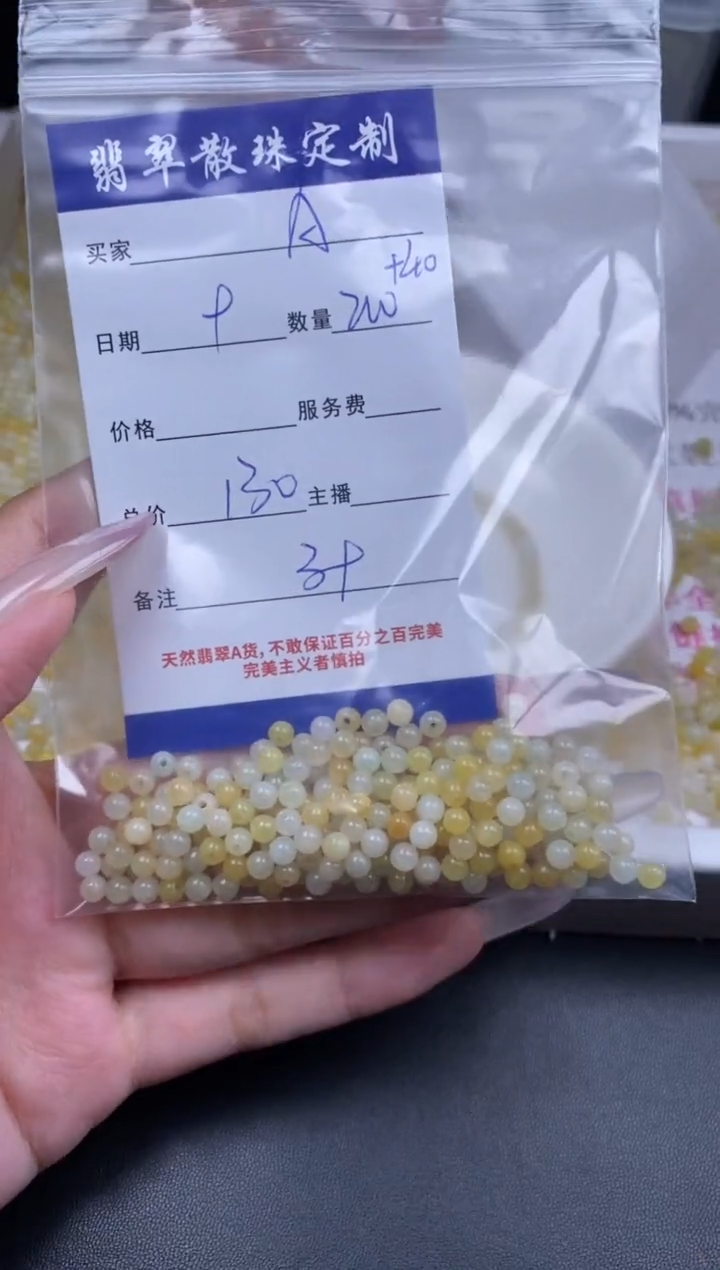 翡翠散珠定制
买家 A
+40
日期 数量 200
价格 服务费
总价 130 主播
备注 3+
天然翡翠A货,不敢保证百分之百完美
完美主义者慎拍